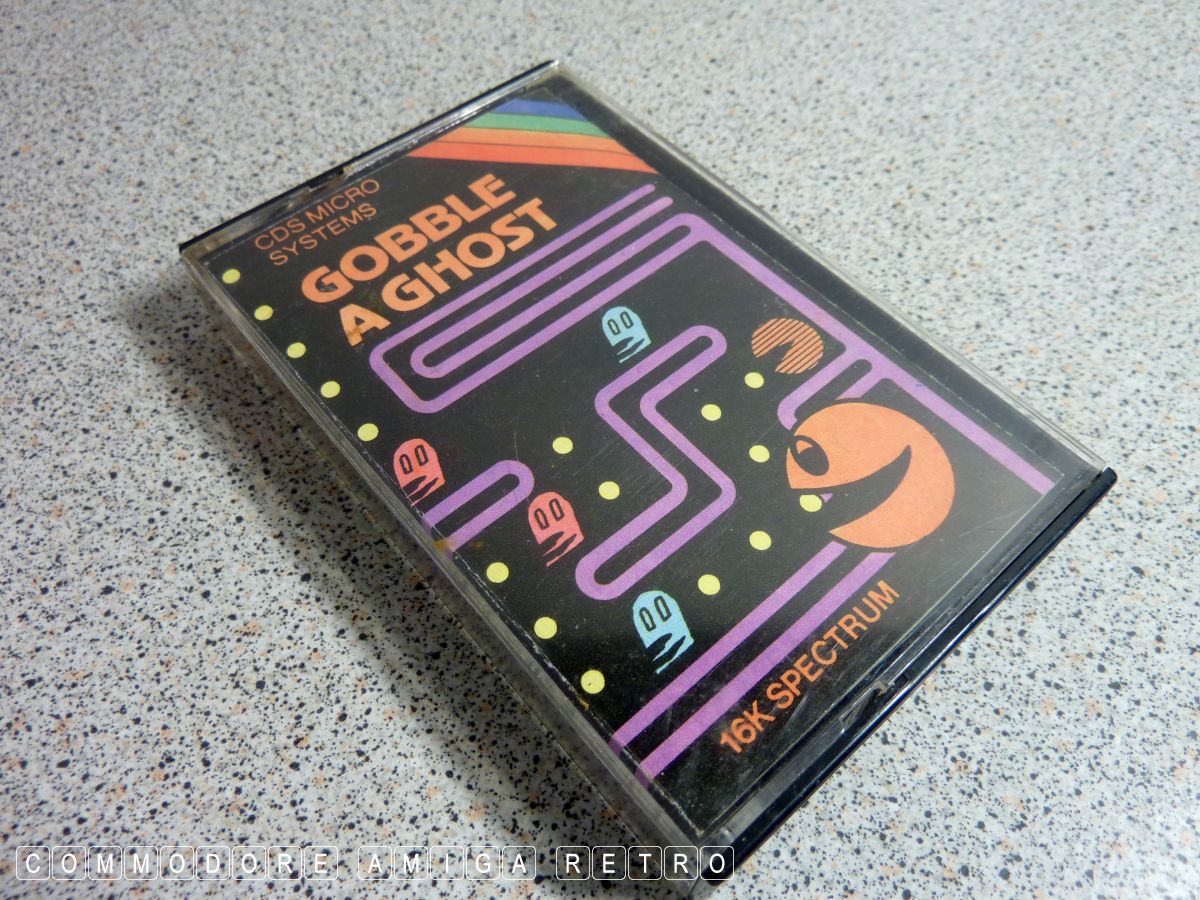 CDS MICRO
SYSTEMS
GOBBLE
A GHOST
16K SPECTRUM
COMMODORE AMIGA RETRO